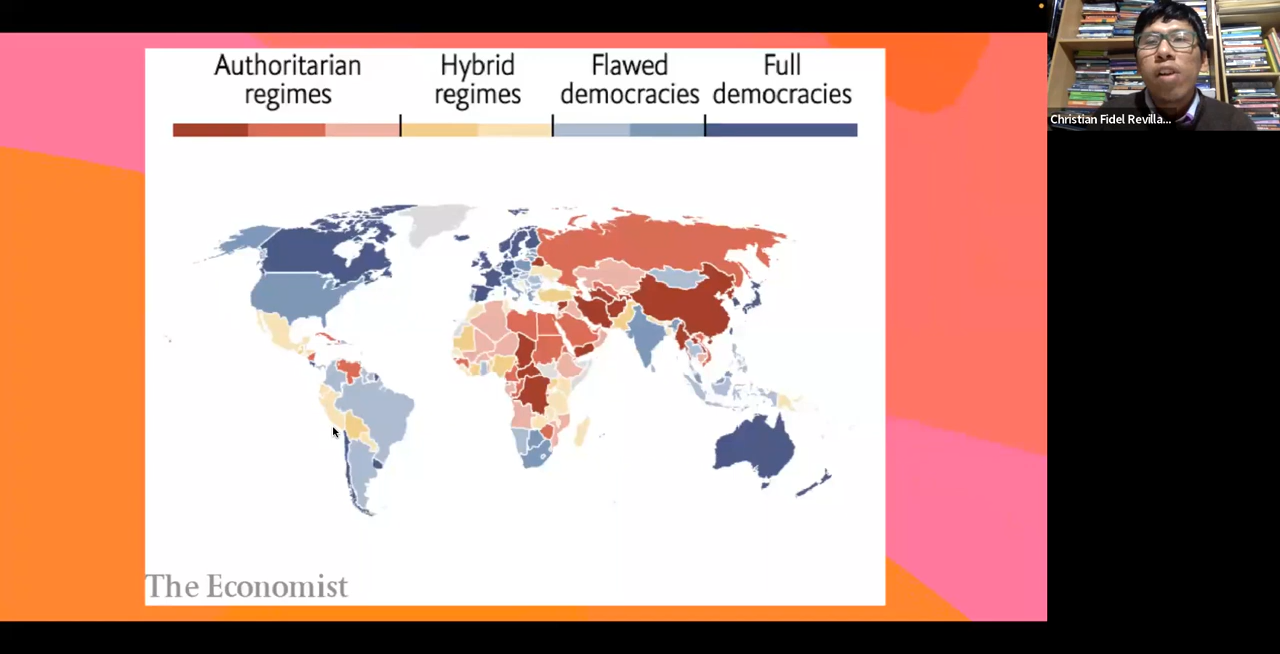 Authoritarian
regimes
Hybrid
regimes
Flawed
democracies
Full
democracies
Christian Fidel Revilla...
The Economist